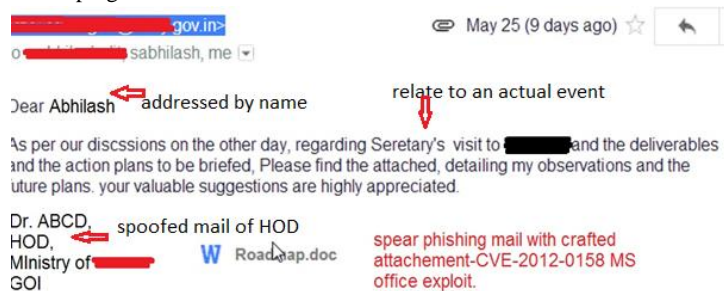 gov.in>
May 25 (9 days ago)
sabhilash, me
Dear Abhilash
addressed by name
relate to an actual event
As per our discssions on the other day, regarding Seretary's visit to and the deliverables
and the action plans to be briefed, Please find the attached, detailing my observations and the
future plans. your valuable suggestions are highly appreciated.
Dr. ABCD,
HOD,
MInistry of
GOI
spoofed mail of HOD
W Roadmap.doc
spear phishing mail with crafted
attachement-CVE-2012-0158 MS
office exploit.